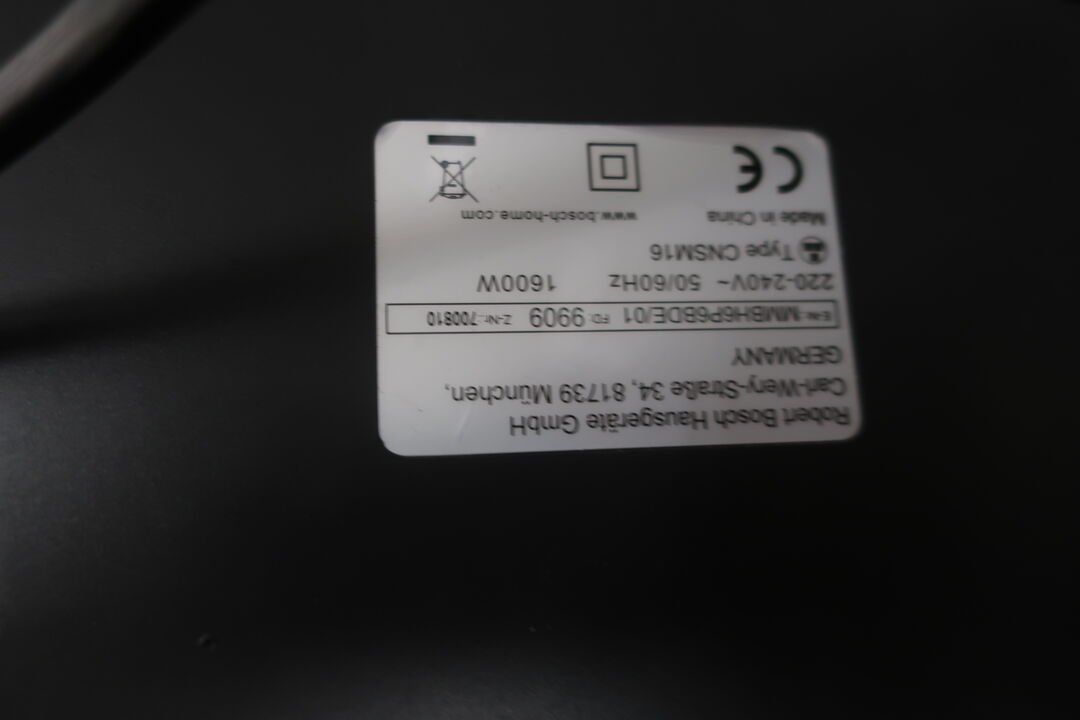 Robert Bosch Hausgeräte GmbH
Carl-Wery-Straße 34, 81739 München,
GERMANY
E-Nr.: MMBH6P6BDE/01 FD: 9909 Z-Nr.: 700810
220-240V~ 50/60Hz 1600W
Type CNSM16
Made in China www.bosch-home.com
CE